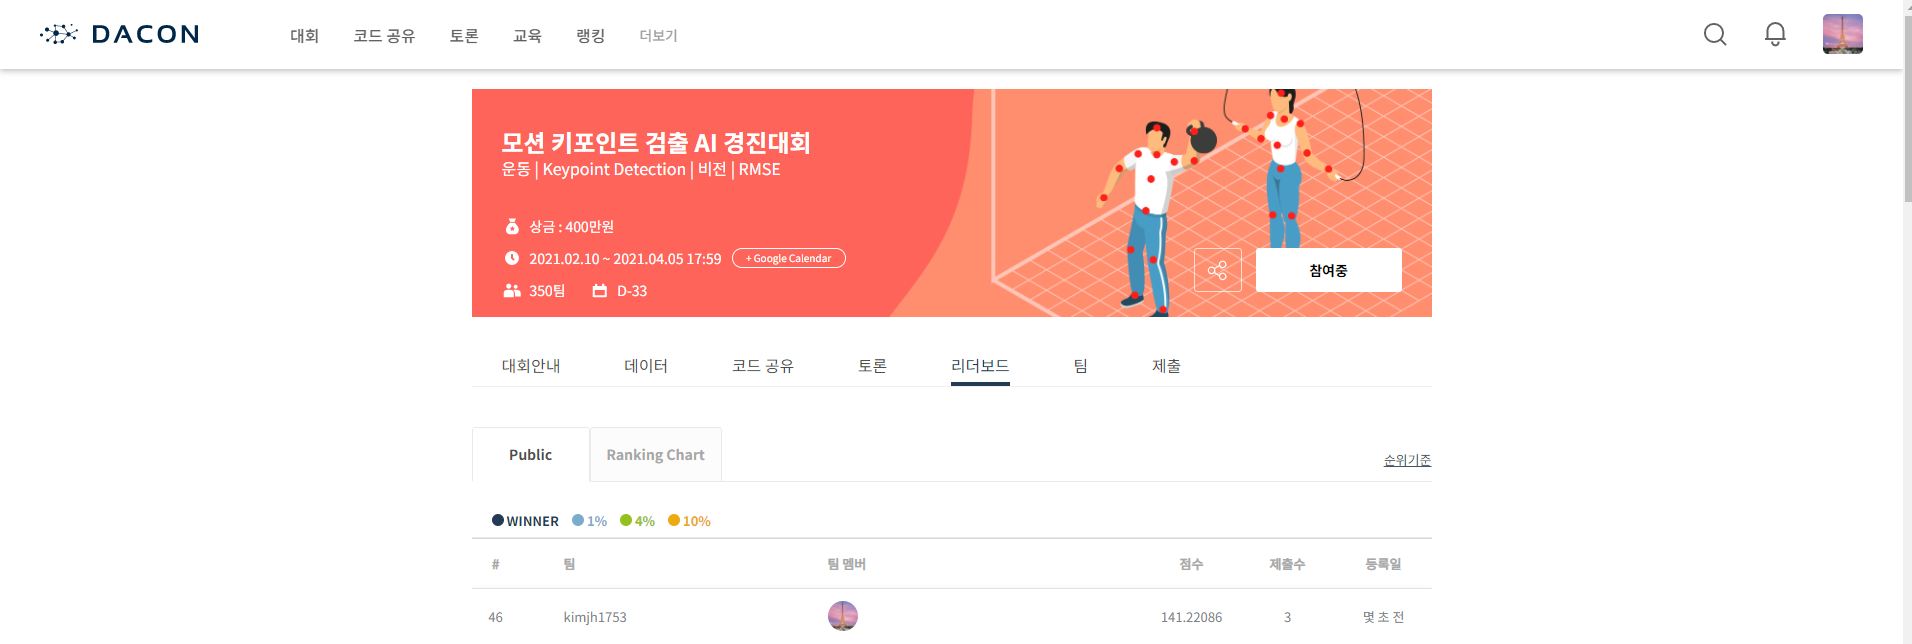 DACON 대회 코드 공유 토론 교육 랭킹 더보기
모션 키포인트 검출 AI 경진대회
운동 | Keypoint Detection | 비전 | RMSE
상금 : 400만원
2021.02.10 ~ 2021.04.05 17:59 + Google Calendar
350팀 D-33
참여중
대회안내 데이터 코드 공유 토론 리더보드 팀 제출
Public Ranking Chart
순위기준
WINNER 1% 4% 10%
# 팀 팀 멤버 점수 제출수 등록일
46 kimjh1753 141.22086 3 몇 초 전